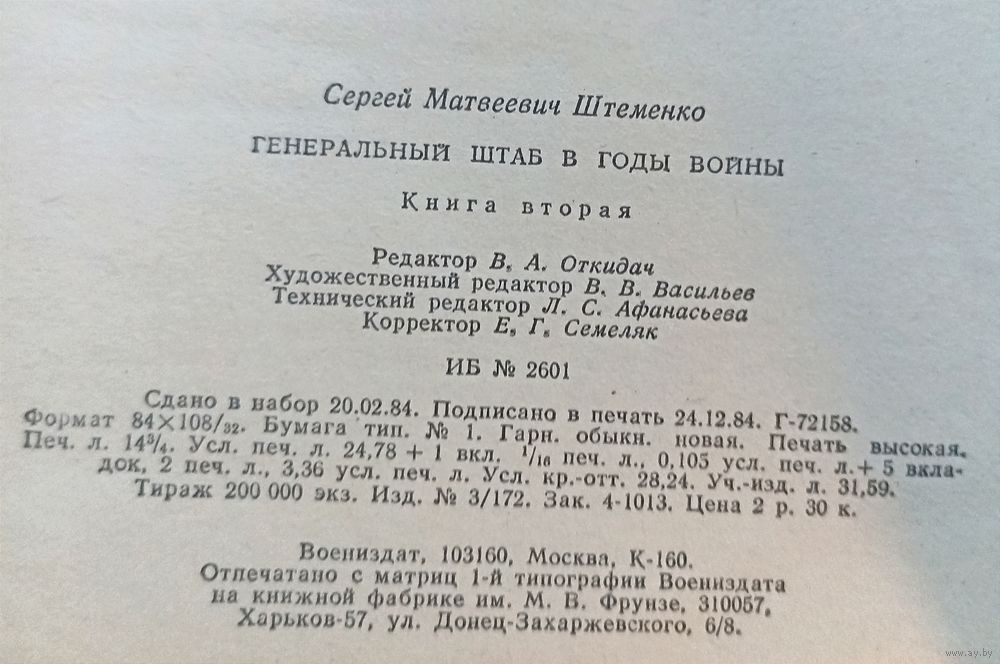 Сергей Матвеевич Штеменко
ГЕНЕРАЛЬНЫЙ ШТАБ В ГОДЫ ВОЙНЫ
Книга вторая
Редактор В. А. Откидач
Художественный редактор В. В. Васильев
Технический редактор Л. С. Афанасьева
Корректор Е. Г. Семеляк
ИБ № 2601
Сдано в набор 20.02.84. Подписано в печать 24.12.84. Г-72158.
Формат 84×108/32. Бумага тип. № 1. Гарн. обыкн. новая. Печать высокая.
Печ. л. 14³/₄. Усл. печ. л. 24,78 + 1 вкл. ¹/₁₆ печ. л., 0,105 усл. печ. л. + 5 вкла-
док, 2 печ. л., 3,36 усл. печ. л. Усл. кр.-отт. 28,24. Уч.-изд. л. 31,59.
Тираж 200 000 экз. Изд. № 3/172. Зак. 4-1013. Цена 2 р. 30 к.
Воениздат, 103160, Москва, К-160.
Отпечатано с матриц 1-й типографии Воениздата
на книжной фабрике им. М. В. Фрунзе, 310057,
Харьков-57, ул. Донец-Захаржевского, 6/8.
www.ay.by